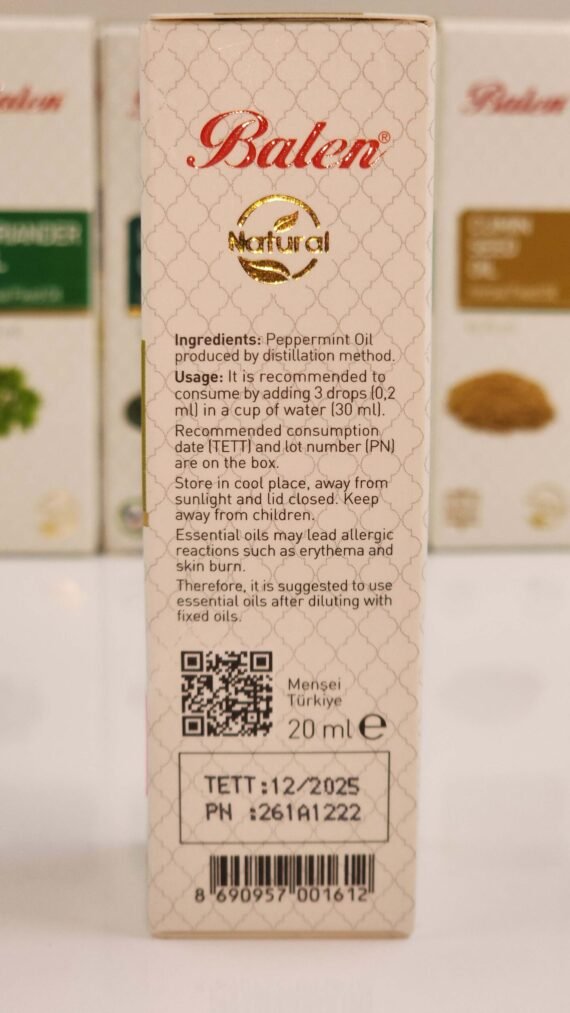 Balen®
Natural
Ingredients: Peppermint Oil
produced by distillation method.
Usage: It is recommended to
consume by adding 3 drops (0,2
ml) in a cup of water (30 ml).
Recommended consumption
date (TETT) and lot number (PN)
are on the box.
Store in cool place, away from
sunlight and lid closed. Keep
away from children.
Essential oils may lead allergic
reactions such as erythema and
skin burn.
Therefore, it is suggested to use
essential oils after diluting with
fixed oils.
Menşei
Türkiye
20 ml e
TETT:12/2025
PN :261A1222
8 690957 001612
Balen
CUMIN
SEED
OIL